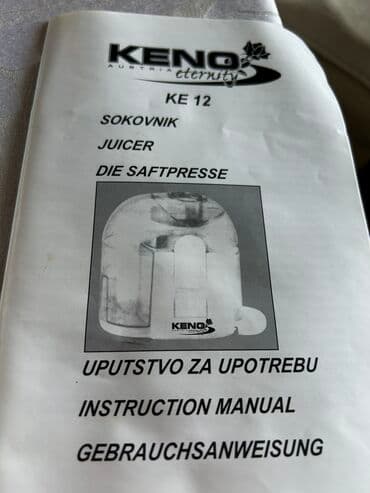 KENO
AUSTRIA eternity
KE 12
SOKOVNIK
JUICER
DIE SAFTPRESSE
KENO
UPUTSTVO ZA UPOTREBU
INSTRUCTION MANUAL
GEBRAUCHSANWEISUNG